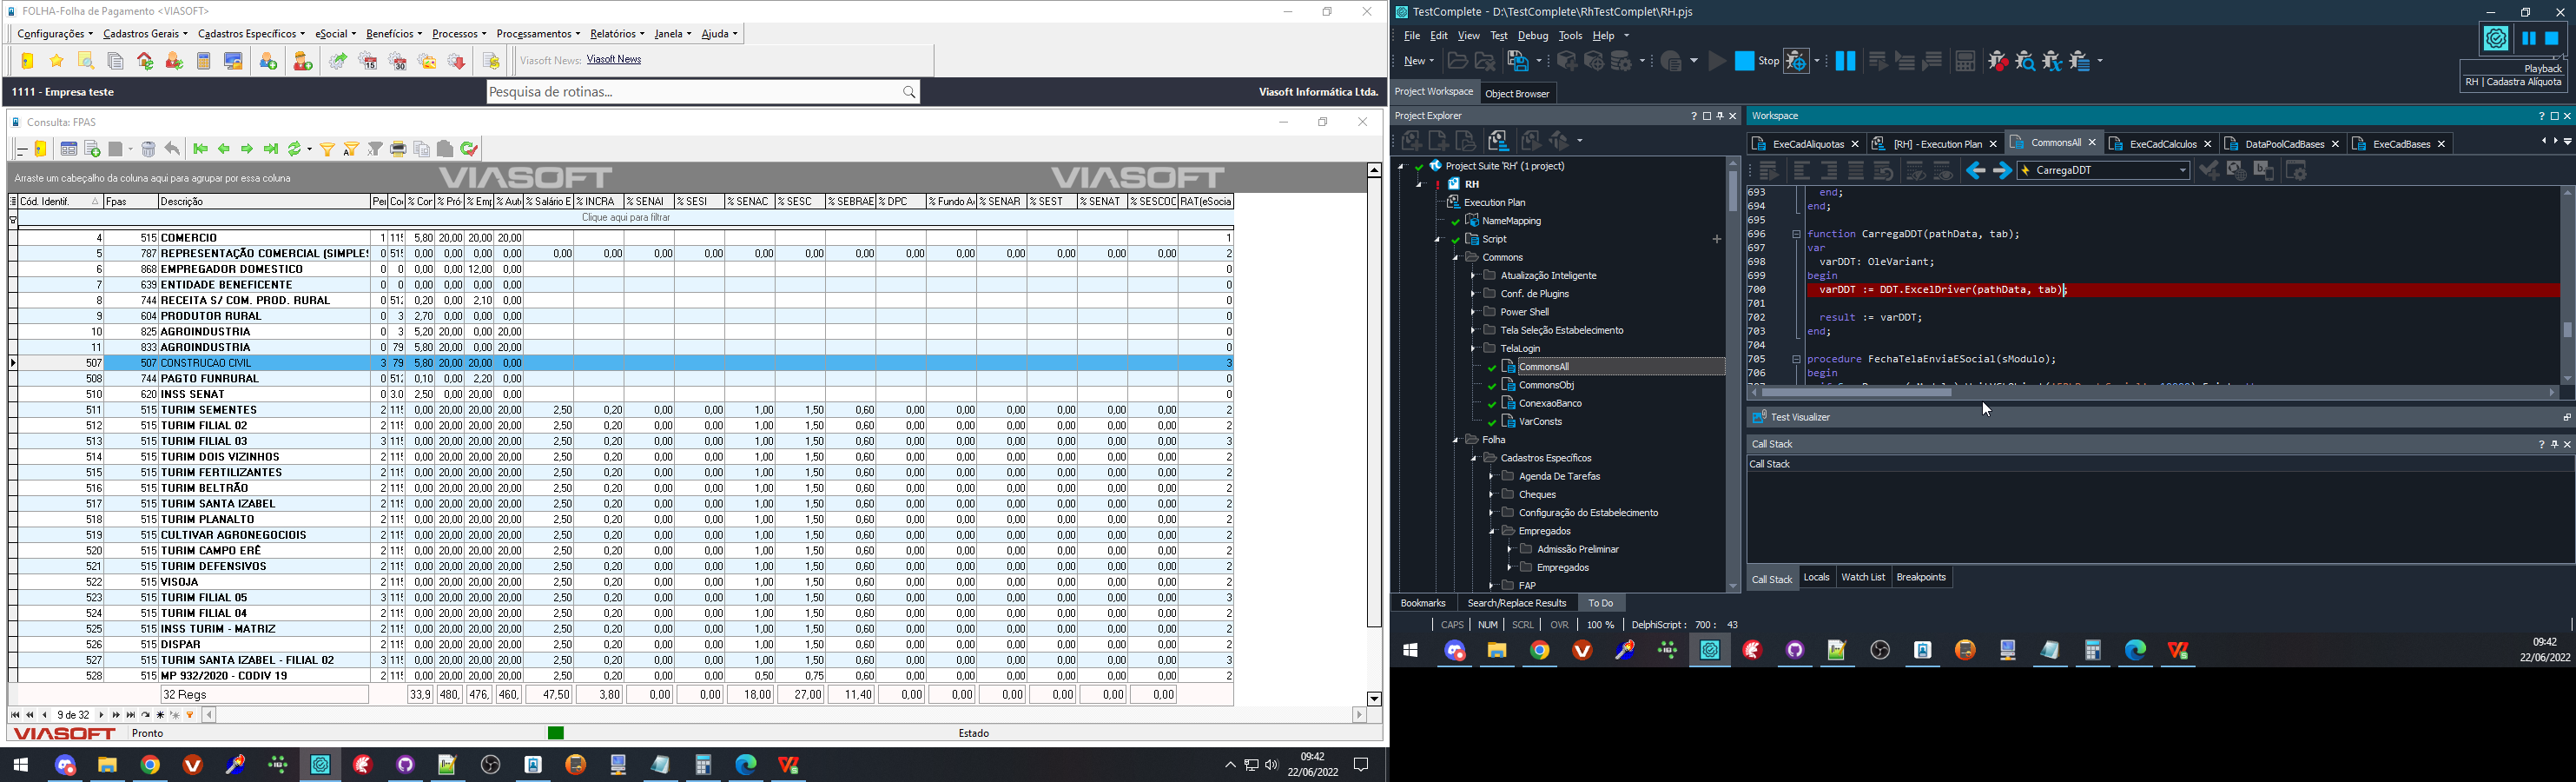 FOLHA-Folha de Pagamento <VIASOFT>
Configurações Cadastros Gerais Cadastros Específicos eSocial Benefícios Processos Processamentos Relatórios Janela Ajuda
Viasoft News: Viasoft News
1111 - Empresa teste
Pesquisa de rotinas...
Viasoft Informática Ltda.
Consulta: FPAS
Arraste um cabeçalho da coluna aqui para agrupar por essa coluna
VIASOFT VIASOFT
Cód. Identif. Fpas Descrição % Salário E % INCRA % SENAI % SESI % SENAC % SESC % SEBRAE % DPC % SENAR % SEST % SENAT % SESCOC RAT(eSocia
Clique aqui para filtrar
4 515 COMERCIO 1 5,80 20,00 20,00 20,00 1
5 787 REPRESENTAÇÃO COMERCIAL (SIMPLE 0 0,00 0,00 0,00 0,00 0,00 0,00 0,00 0,00 0,00 0,00 0,00 0,00 0,00 0,00 0,00 0,00 0,00 2
6 868 EMPREGADOR DOMESTICO 0 0 0,00 0,00 12,00 0,00 0
7 639 ENTIDADE BENEFICENTE 0 0 0,00 0,00 0,00 0,00 0
8 744 RECEITA S/ COM. PROD. RURAL 0 0,20 0,00 2,10 0,00 0
9 604 PRODUTOR RURAL 0 3 2,70 0,00 0,00 0,00 0
10 825 AGROINDUSTRIA 0 3 5,20 20,00 0,00 20,00 0
11 833 AGROINDUSTRIA 0 79 5,80 20,00 20,00 20,00 0
507 507 CONSTRUCAO CIVIL 3 79 5,80 20,00 20,00 0,00 3
508 744 PAGTO FUNRURAL 0 0,10 0,00 2,20 0,00 0
510 620 INSS SENAT 0 3.0 2,50 0,00 20,00 0,00 0
511 515 TURIM SEMENTES 2 0,00 20,00 20,00 20,00 2,50 0,20 0,00 0,00 1,00 1,50 0,60 0,00 0,00 0,00 0,00 0,00 0,00 2
512 515 TURIM FILIAL 02 2 0,00 20,00 20,00 20,00 2,50 0,20 0,00 0,00 1,00 1,50 0,60 0,00 0,00 0,00 0,00 0,00 0,00 2
513 515 TURIM FILIAL 03 3 0,00 20,00 20,00 20,00 2,50 0,20 0,00 0,00 1,00 1,50 0,60 0,00 0,00 0,00 0,00 0,00 0,00 3
514 515 TURIM DOIS VIZINHOS 2 0,00 20,00 20,00 20,00 2,50 0,20 0,00 0,00 1,00 1,50 0,60 0,00 0,00 0,00 0,00 0,00 0,00 2
515 515 TURIM FERTILIZANTES 2 0,00 20,00 20,00 20,00 2,50 0,20 0,00 0,00 1,00 1,50 0,60 0,00 0,00 0,00 0,00 0,00 0,00 2
516 515 TURIM BELTRÃO 2 0,00 20,00 20,00 20,00 2,50 0,20 0,00 0,00 1,00 1,50 0,60 0,00 0,00 0,00 0,00 0,00 0,00 2
517 515 TURIM SANTA IZABEL 2 0,00 20,00 20,00 20,00 2,50 0,20 0,00 0,00 1,00 1,50 0,60 0,00 0,00 0,00 0,00 0,00 0,00 2
518 515 TURIM PLANALTO 2 0,00 20,00 20,00 20,00 2,50 0,20 0,00 0,00 1,00 1,50 0,60 0,00 0,00 0,00 0,00 0,00 0,00 2
519 515 CULTIVAR AGRONEGOCIOIS 2 0,00 20,00 20,00 20,00 2,50 0,20 0,00 0,00 1,00 1,50 0,60 0,00 0,00 0,00 0,00 0,00 0,00 2
520 515 TURIM CAMPO ERÊ 2 0,00 20,00 20,00 20,00 2,50 0,20 0,00 0,00 1,00 1,50 0,60 0,00 0,00 0,00 0,00 0,00 0,00 2
521 515 TURIM DEFENSIVOS 2 0,00 20,00 20,00 20,00 2,50 0,20 0,00 0,00 1,00 1,50 0,60 0,00 0,00 0,00 0,00 0,00 0,00 2
522 515 VISOJA 2 0,00 20,00 20,00 20,00 2,50 0,20 0,00 0,00 1,00 1,50 0,60 0,00 0,00 0,00 0,00 0,00 0,00 2
523 515 TURIM FILIAL 05 3 0,00 20,00 20,00 20,00 2,50 0,20 0,00 0,00 1,00 1,50 0,60 0,00 0,00 0,00 0,00 0,00 0,00 3
524 515 TURIM FILIAL 04 2 0,00 20,00 20,00 20,00 2,50 0,20 0,00 0,00 1,00 1,50 0,60 0,00 0,00 0,00 0,00 0,00 0,00 2
525 515 INSS TURIM - MATRIZ 2 0,00 20,00 20,00 20,00 2,50 0,20 0,00 0,00 1,00 1,50 0,60 0,00 0,00 0,00 0,00 0,00 0,00 2
526 515 DISPAR 2 0,00 20,00 20,00 20,00 2,50 0,20 0,00 0,00 1,00 1,50 0,60 0,00 0,00 0,00 0,00 0,00 0,00 2
527 515 TURIM SANTA IZABEL - FILIAL 02 3 0,00 20,00 20,00 20,00 2,50 0,20 0,00 0,00 1,00 1,50 0,60 0,00 0,00 0,00 0,00 0,00 0,00 3
528 515 MP 932/2020 - CODIV 19 2 0,00 20,00 20,00 20,00 2,50 0,20 0,00 0,00 0,50 0,75 0,60 0,00 0,00 0,00 0,00 0,00 0,00 2
32 Regs 33,9 480, 476, 460, 47,50 3,80 0,00 0,00 18,00 27,00 11,40 0,00 0,00 0,00 0,00 0,00 0,00
9 de 32
VIASOFT Pronto Estado
09:42
22/06/2022
TestComplete - D:\TestComplete\RhTestComplet\RH.pjs
File Edit View Test Debug Tools Help
New Stop
Playback
RH | Cadastra Alíquota
Project Workspace Object Browser
Project Explorer
Project Suite 'RH' (1 project)
RH
Execution Plan
NameMapping
Script
Commons
Atualização Inteligente
Conf. de Plugins
Power Shell
Tela Seleção Estabelecimento
TelaLogin
CommonsAll
CommonsObj
ConexaoBanco
VarConsts
Folha
Cadastros Específicos
Agenda De Tarefas
Cheques
Configuração do Estabelecimento
Empregados
Admissão Preliminar
Empregados
FAP
Bookmarks Search/Replace Results To Do
Workspace
ExeCadAliquotas [RH] - Execution Plan CommonsAll ExeCadCalculos DataPoolCadBases ExeCadBases
CarregaDDT
693 end;
694 end;
695
696 function CarregaDDT(pathData, tab);
697 var
698 varDDT: OleVariant;
699 begin
700 varDDT := DDT.ExcelDriver(pathData, tab);
701
702 result := varDDT;
703 end;
704
705 procedure FechaTelaEnviaESocial(sModulo);
706 begin
Test Visualizer
Call Stack
Call Stack
Call Stack Locals Watch List Breakpoints
CAPS NUM SCRL OVR 100 % DelphiScript : 700 : 43
09:42
22/06/2022